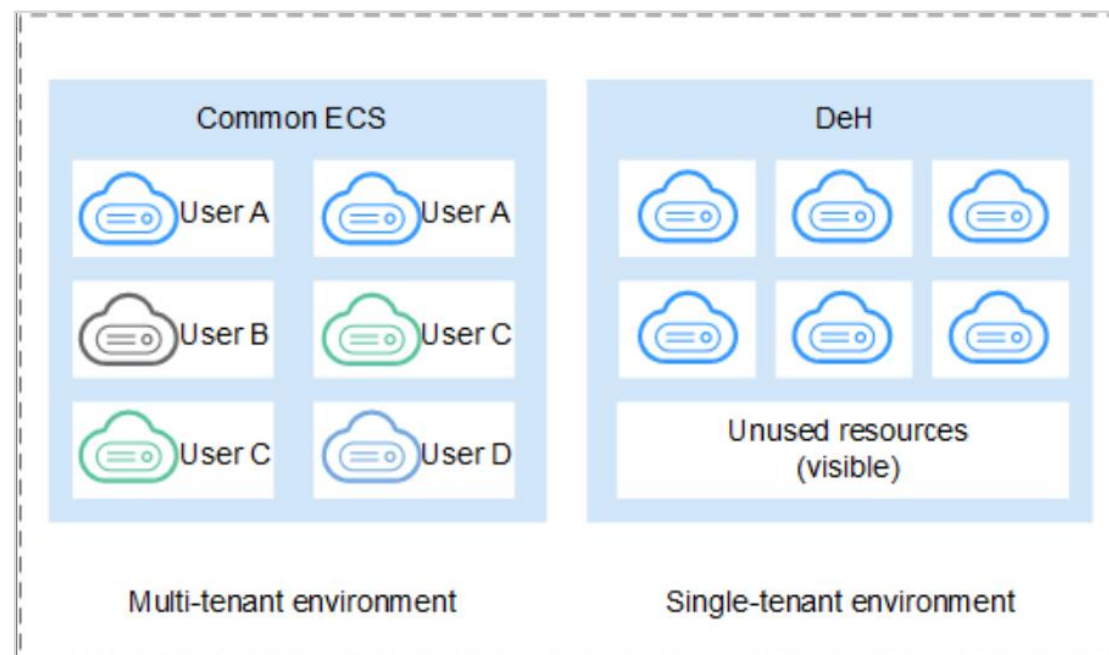 Common ECS
User A
User A
User B
User C
User C
User D
Multi-tenant environment
DeH
Unused resources
(visible)
Single-tenant environment